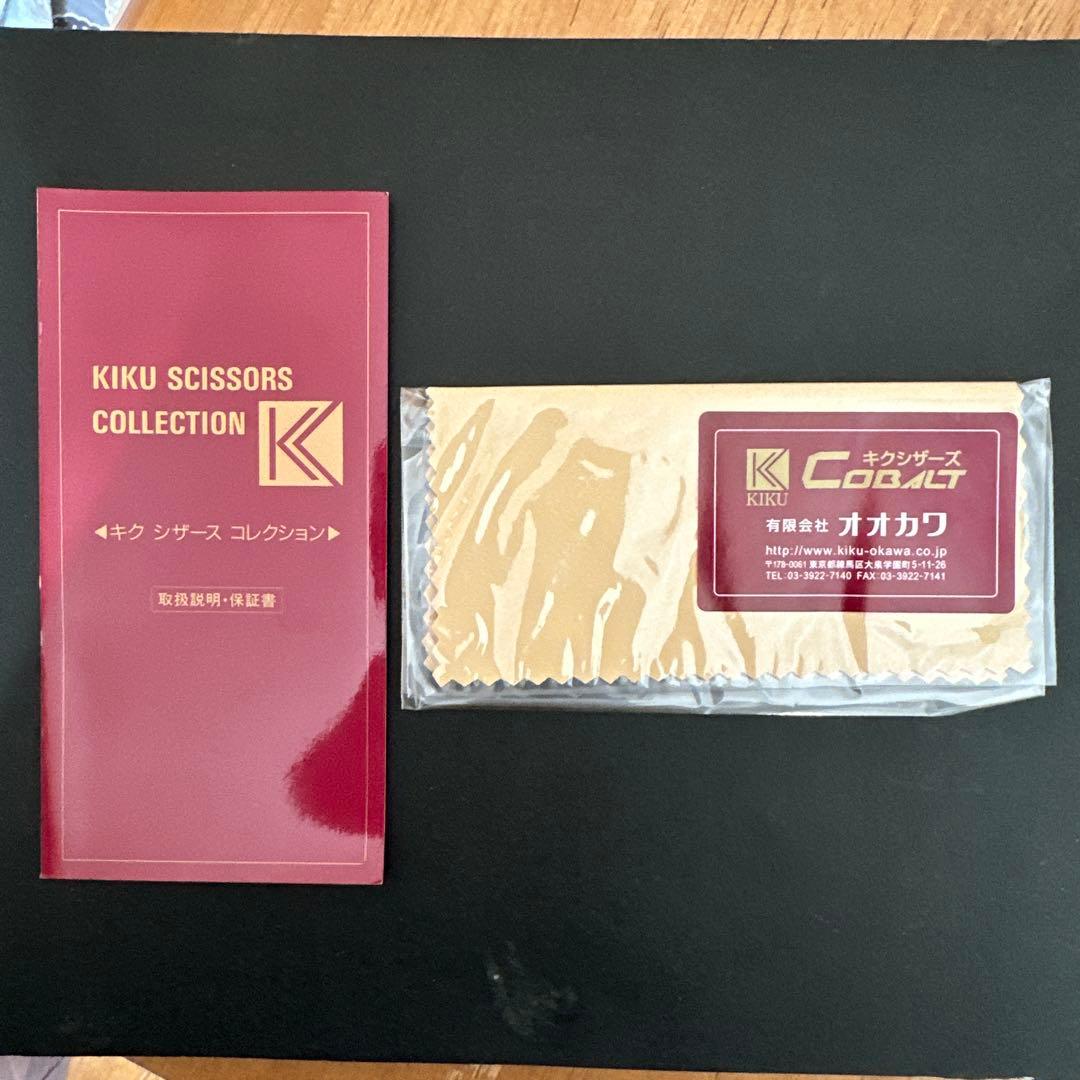 KIKU SCISSORS
COLLECTION
◀キク シザース コレクション▶
取扱説明・保証書
KIKU
キクシザーズ
COBALT
有限会社 オオカワ
http://www.kiku-okawa.co.jp
〒178-0061 東京都練馬区大泉学園町5-11-26
TEL:03-3922-7140 FAX:03-3922-7141